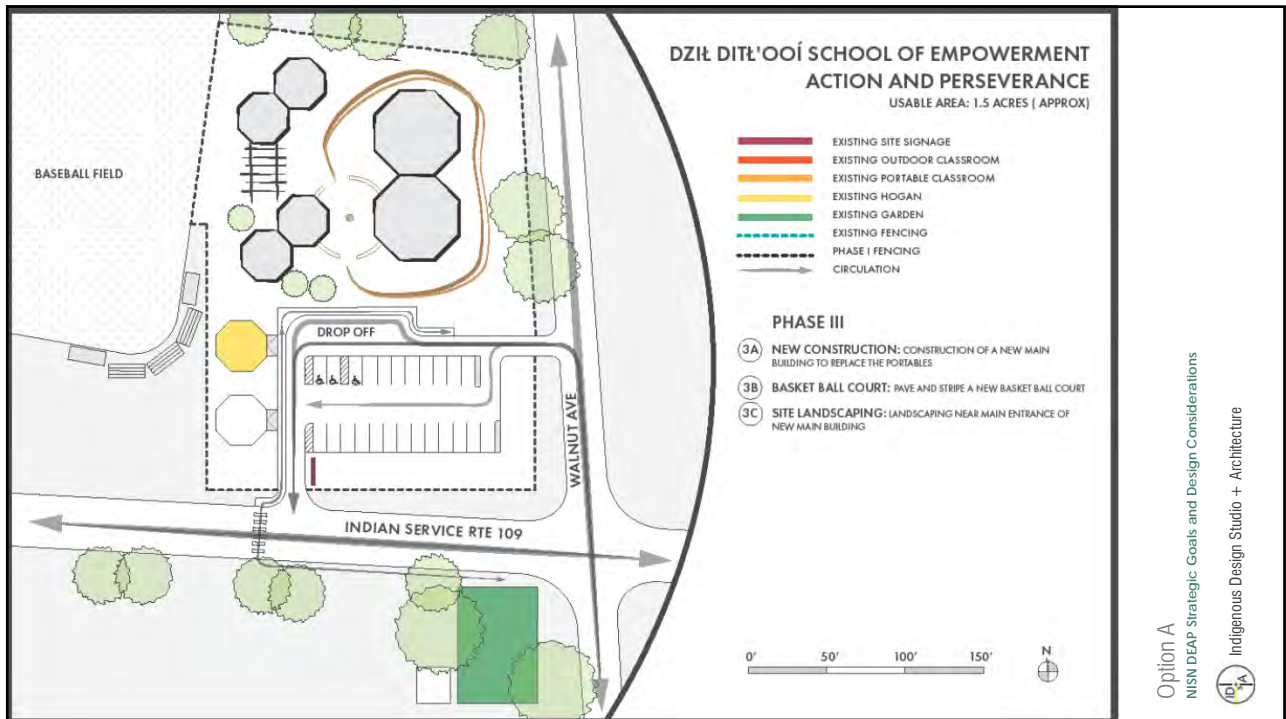 DZIŁ DITŁ'OOÍ SCHOOL OF EMPOWERMENT
ACTION AND PERSEVERANCE
USABLE AREA: 1.5 ACRES ( APPROX)
EXISTING SITE SIGNAGE
EXISTING OUTDOOR CLASSROOM
EXISTING PORTABLE CLASSROOM
EXISTING HOGAN
EXISTING GARDEN
EXISTING FENCING
PHASE I FENCING
CIRCULATION
PHASE III
3A NEW CONSTRUCTION: CONSTRUCTION OF A NEW MAIN
BUILDING TO REPLACE THE PORTABLES
3B BASKET BALL COURT: PAVE AND STRIPE A NEW BASKET BALL COURT
3C SITE LANDSCAPING: LANDSCAPING NEAR MAIN ENTRANCE OF
NEW MAIN BUILDING
BASEBALL FIELD
DROP OFF
WALNUT AVE
INDIAN SERVICE RTE 109
0' 50' 100' 150'
N
Option A
NISN DEAP Strategic Goals and Design Considerations
IDsA Indigenous Design Studio + Architecture